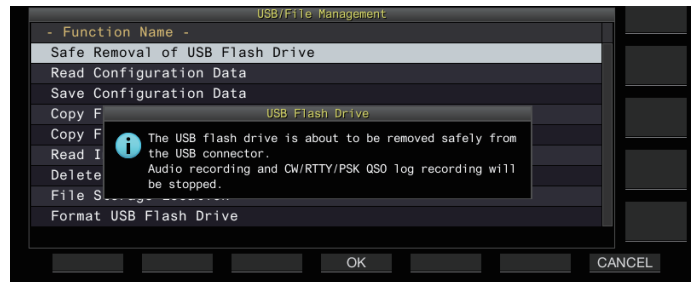 USB/File Management
- Function Name -
Safe Removal of USB Flash Drive
Read Configuration Data
Save Configuration Data
Copy F
USB Flash Drive
Copy F
The USB flash drive is about to be removed safely from
Read I
the USB connector.
Delete
Audio recording and CW/RTTY/PSK QSO log recording will
be stopped.
File S
Format USB Flash Drive
OK
CANCEL